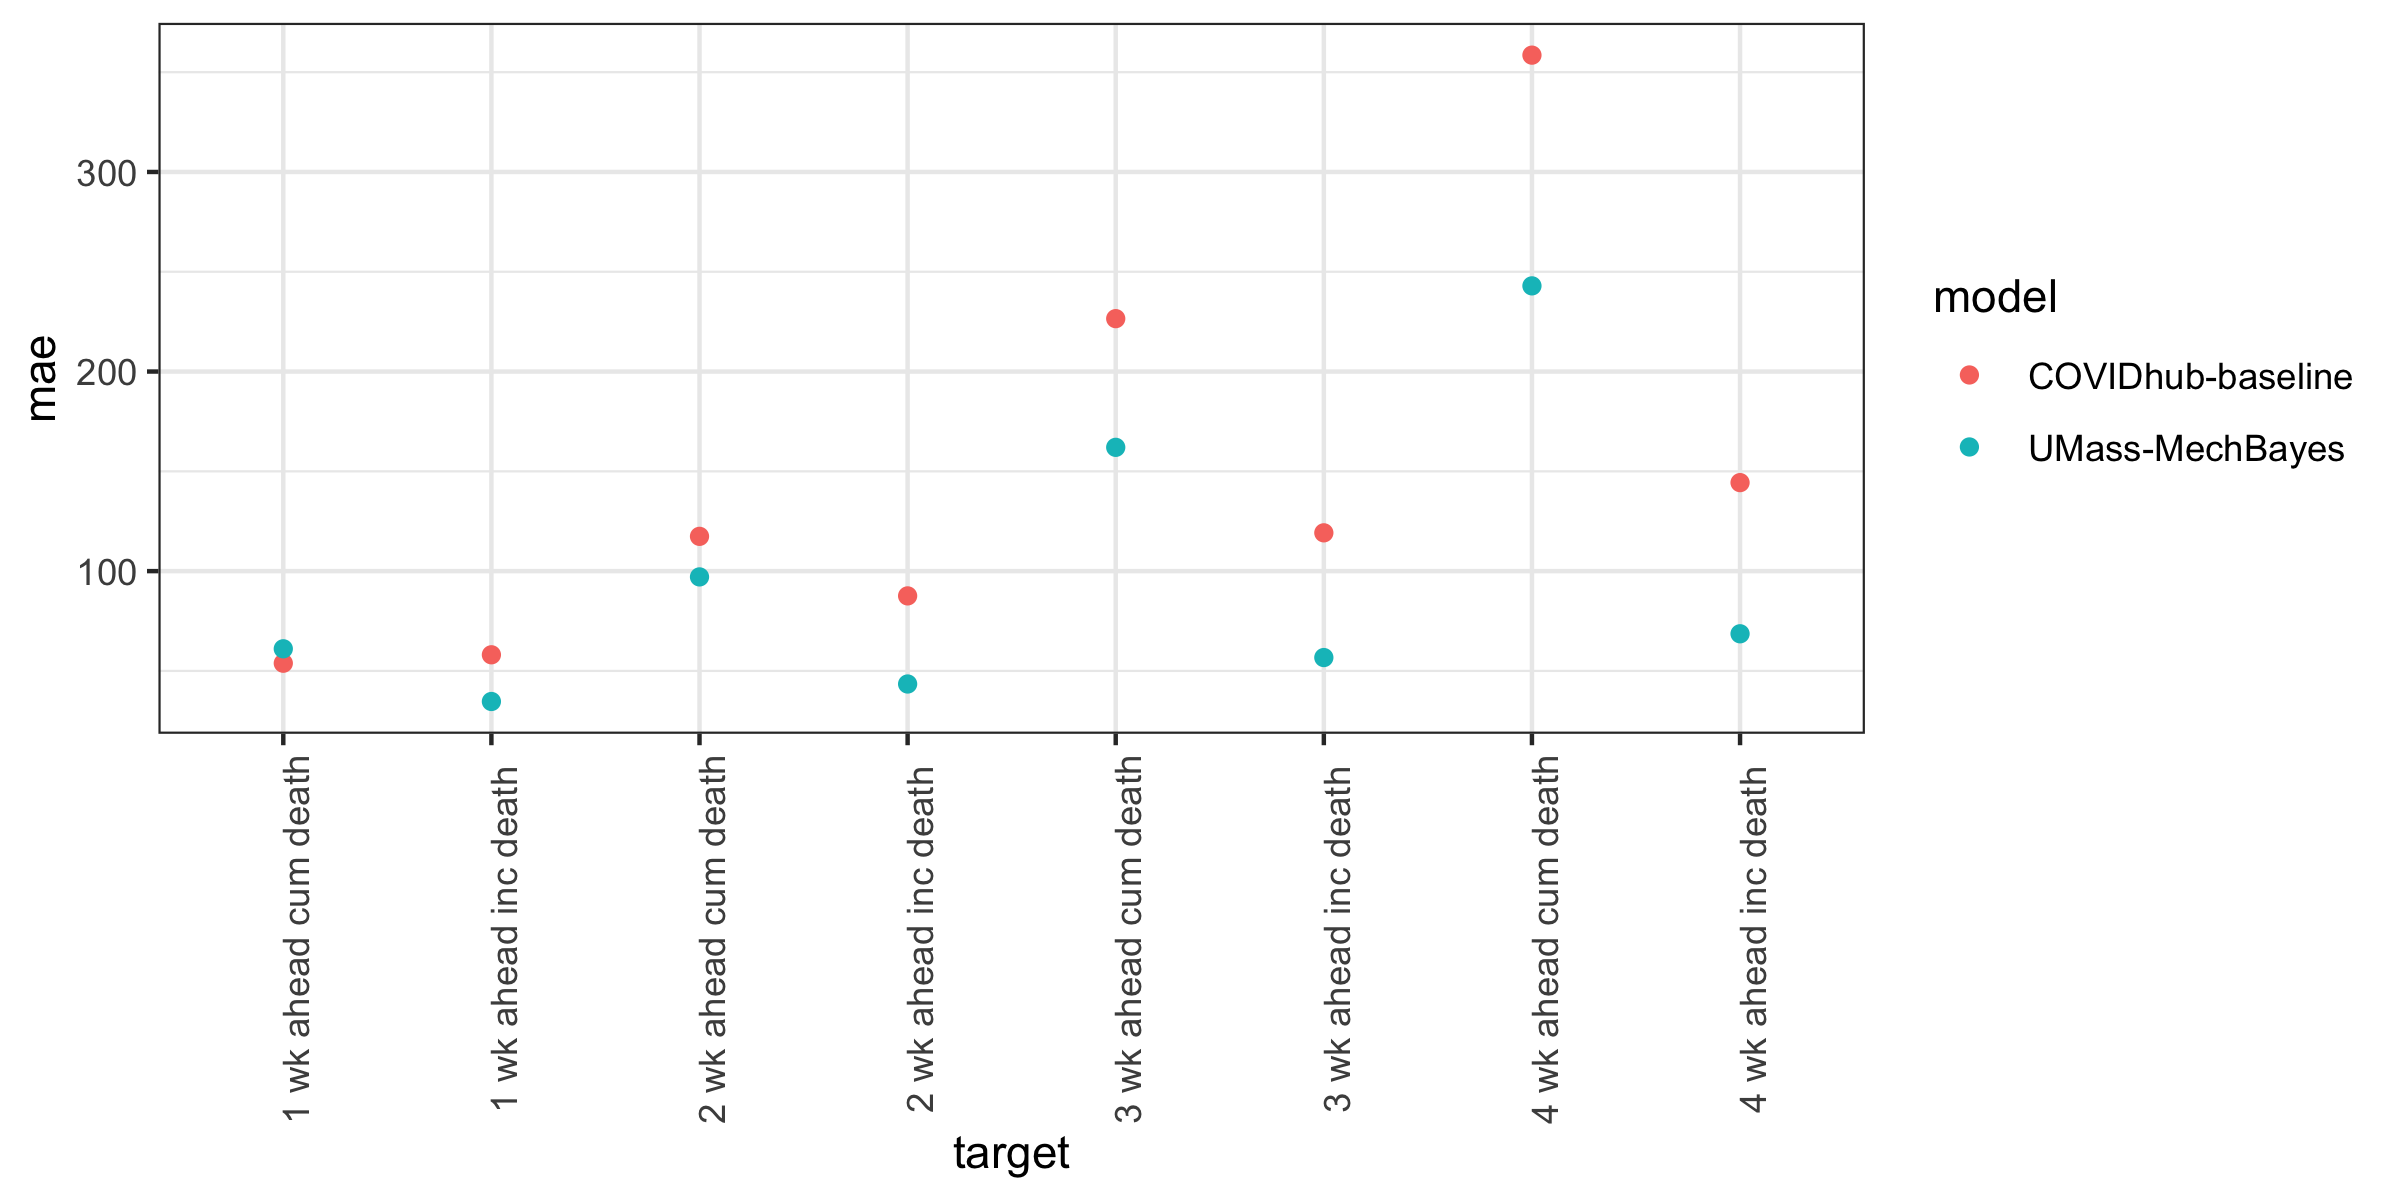 mae
300
200
100
1 wk ahead cum death
1 wk ahead inc death
2 wk ahead cum death
2 wk ahead inc death
3 wk ahead cum death
3 wk ahead inc death
4 wk ahead cum death
4 wk ahead inc death
target
model
COVIDhub-baseline
UMass-MechBayes